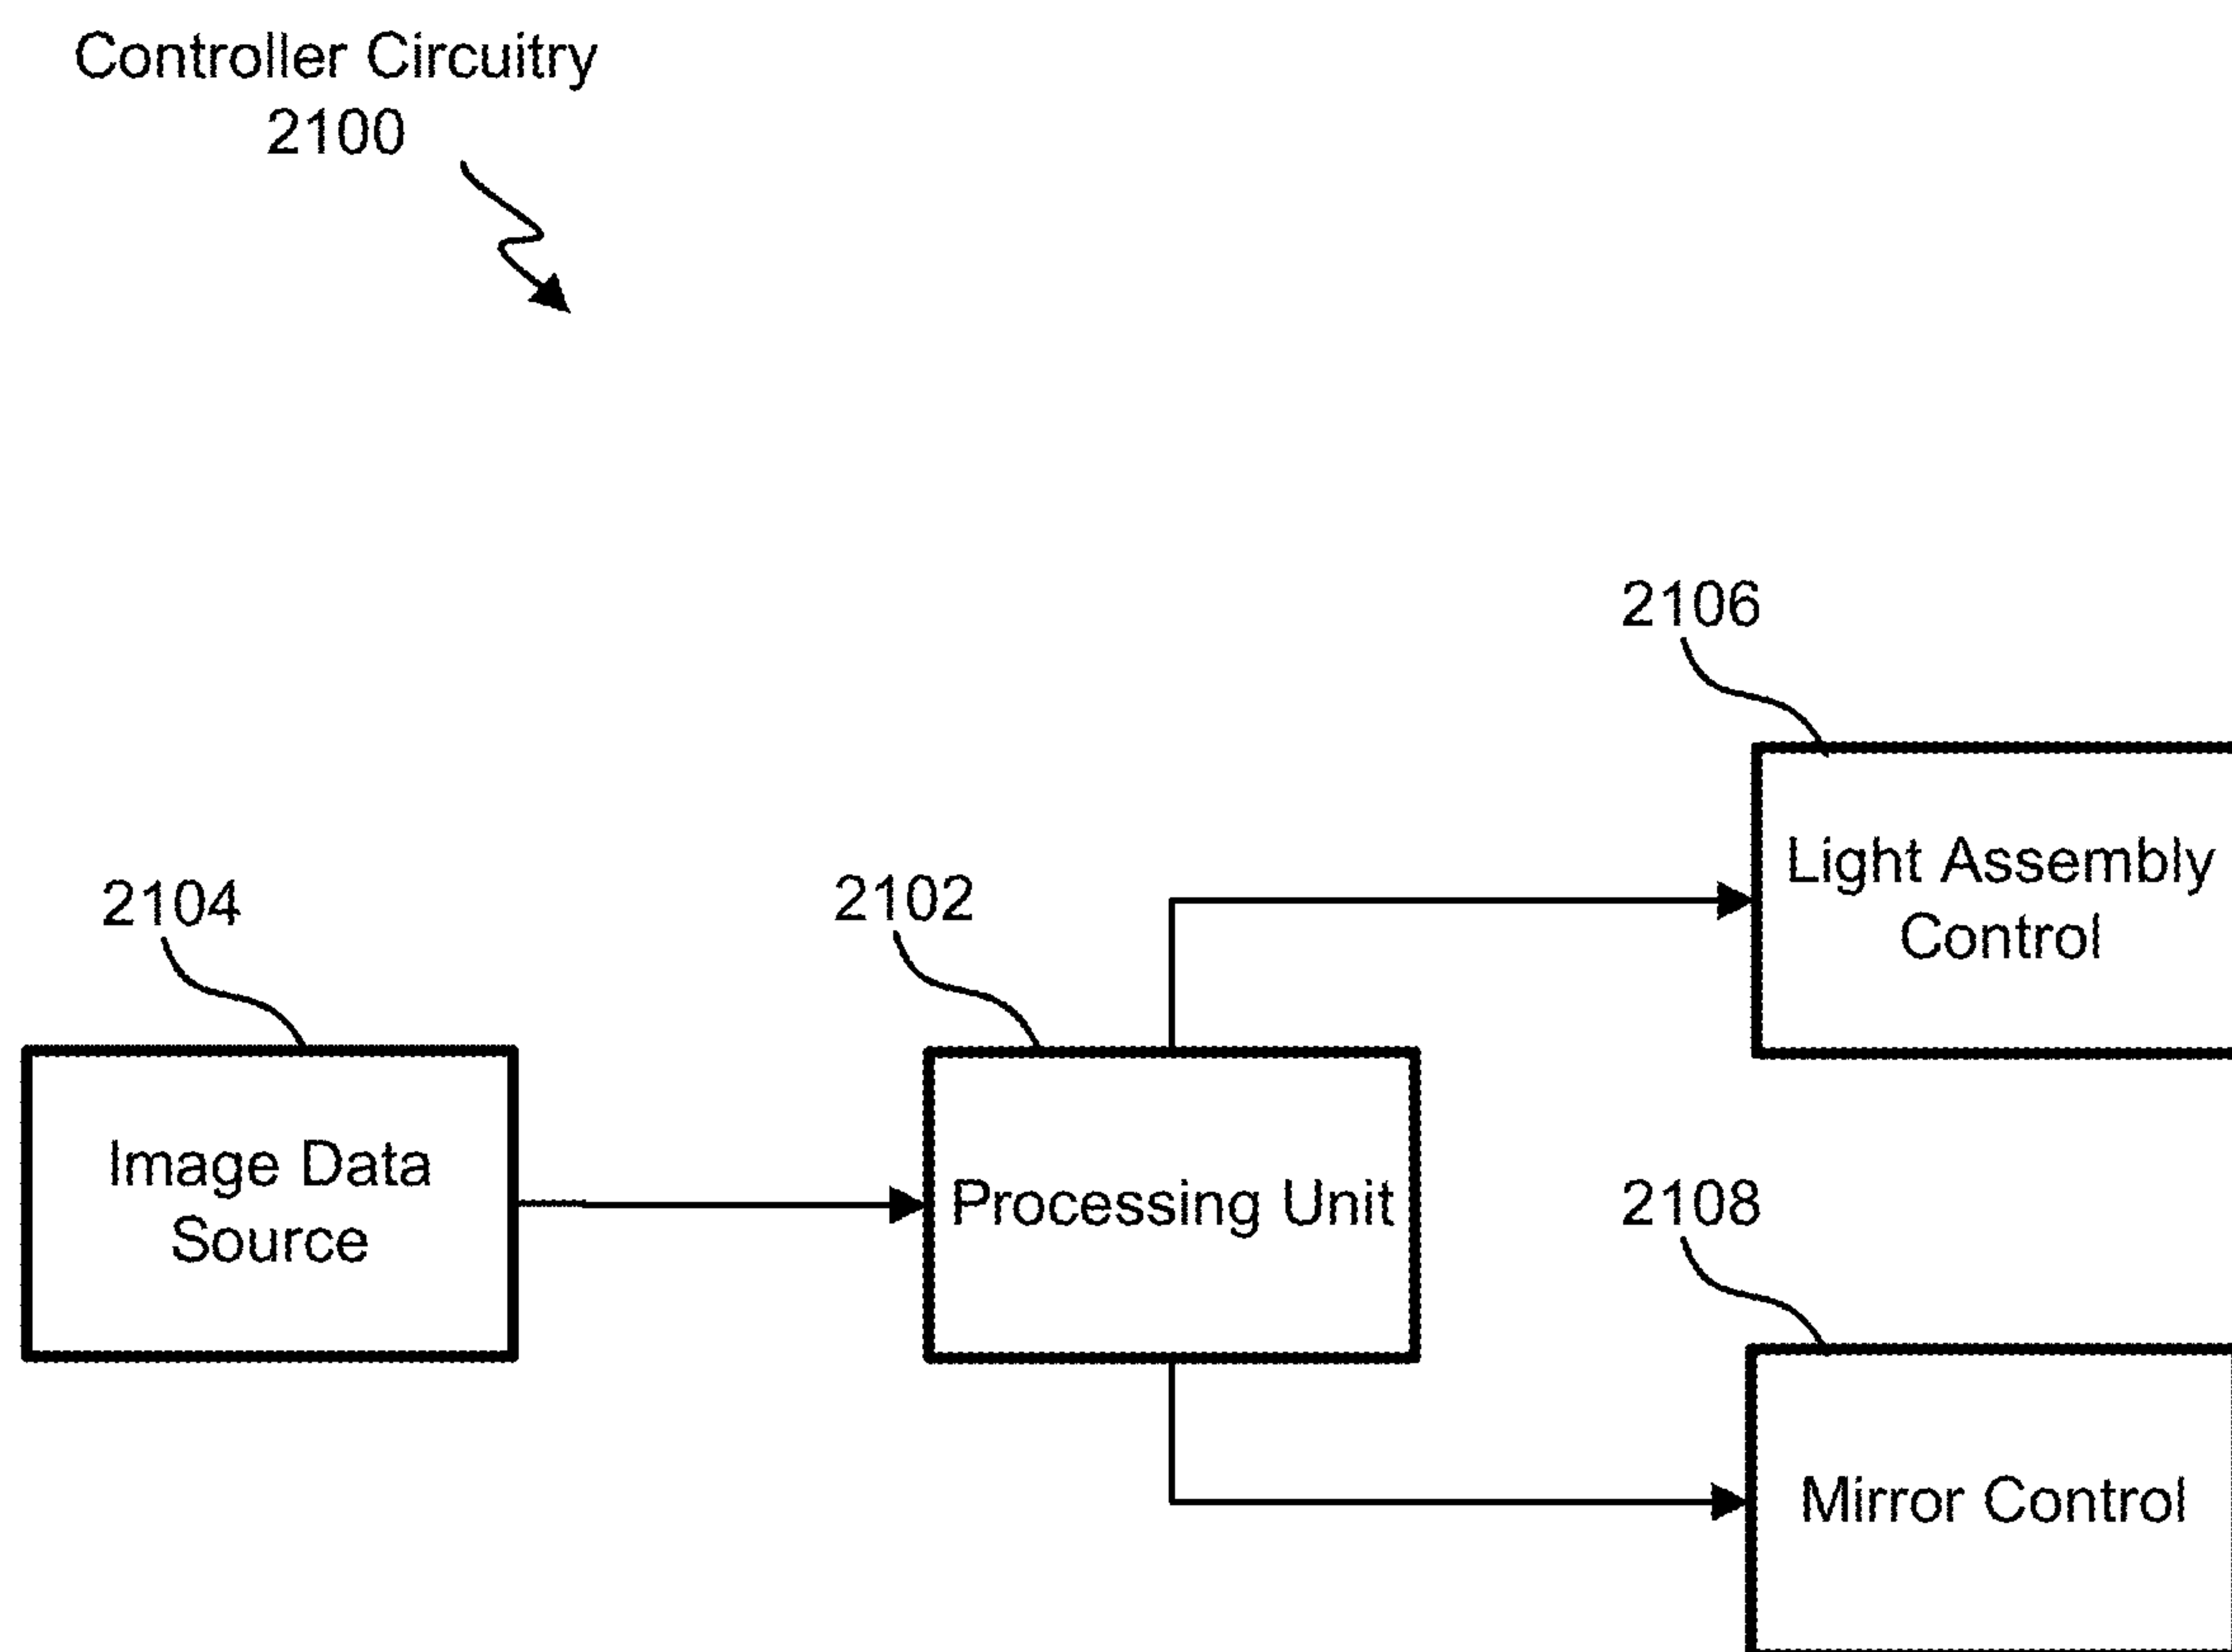 Controller Circuitry
2100
2106
Light Assembly
Control
2104
2102
Image Data
Source
Processing Unit
2108
Mirror Control